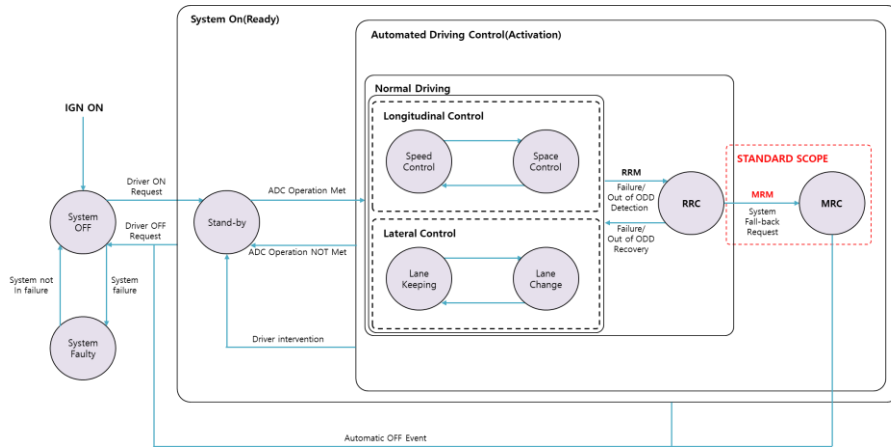 System On(Ready)
Automated Driving Control(Activation)
Normal Driving
IGN ON
Longitudinal Control
Speed
Control
Space
Control
STANDARD SCOPE
Driver ON
Request
ADC Operation Met
RRM
Failure/
Out of ODD
Detection
MRM
System
Fall-back
Request
System
OFF
Stand-by
RRC
MRC
Driver OFF
Request
ADC Operation NOT Met
Lateral Control
Failure/
Out of ODD
Recovery
Lane
Keeping
Lane
Change
System not
In failure
System
failure
System
Faulty
Driver intervention
Automatic OFF Event